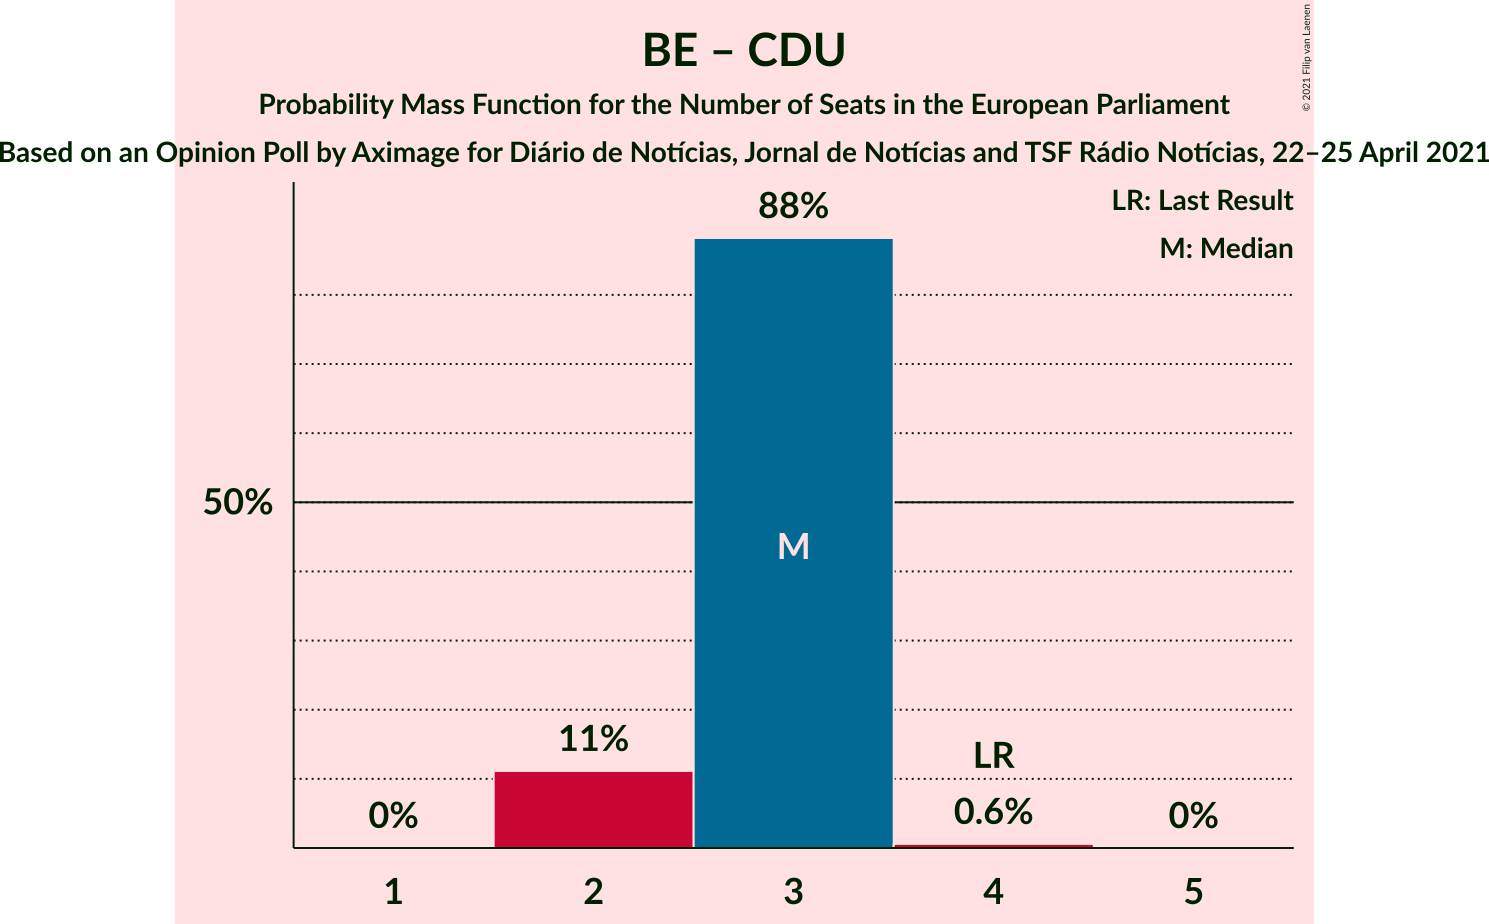 BE – CDU
Probability Mass Function for the Number of Seats in the European Parliament
Based on an Opinion Poll by Aximage for Diário de Notícias, Jornal de Notícias and TSF Rádio Notícias, 22–25 April 2021
© 2021 Filip van Laenen
LR: Last Result
M: Median
88%
50%
M
11%
LR
0%
0.6%
0%
1
2
3
4
5